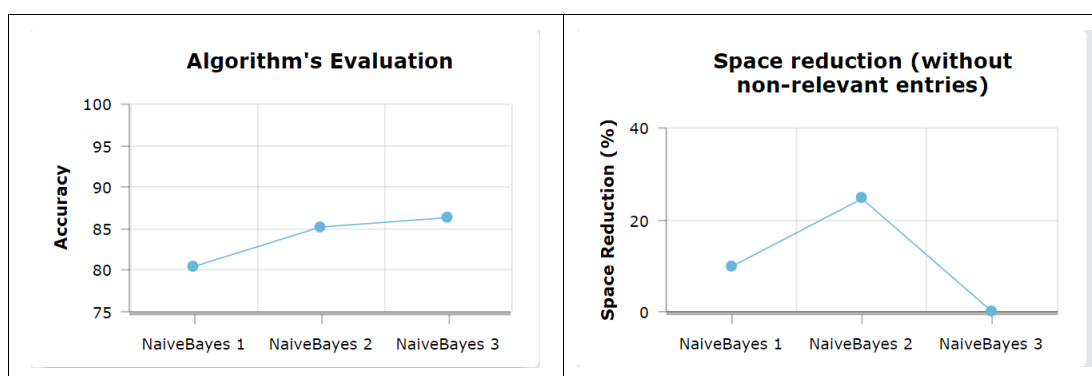 Algorithm's Evaluation
100
95
90
85
80
75
Accuracy
NaiveBayes 1 NaiveBayes 2 NaiveBayes 3
Space reduction (without
non-relevant entries)
40
20
0
Space Reduction (%)
NaiveBayes 1 NaiveBayes 2 NaiveBayes 3